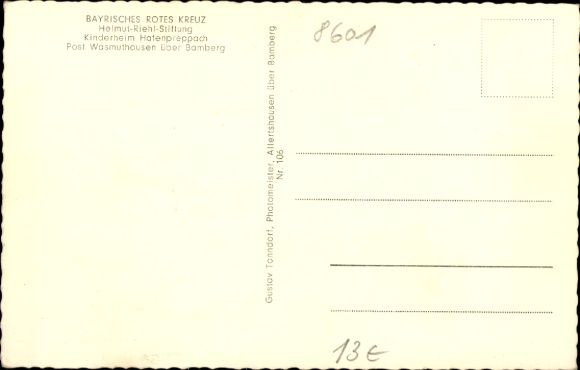 BAYRISCHES ROTES KREUZ
Helmut-Riehl-Stiftung
Kinderheim Hafenpreppach
Post Wasmuthausen über Bamberg
Gustav Tonndorf, Photomeister, Allertshausen über Bamberg
Nr. 106
8601
13€